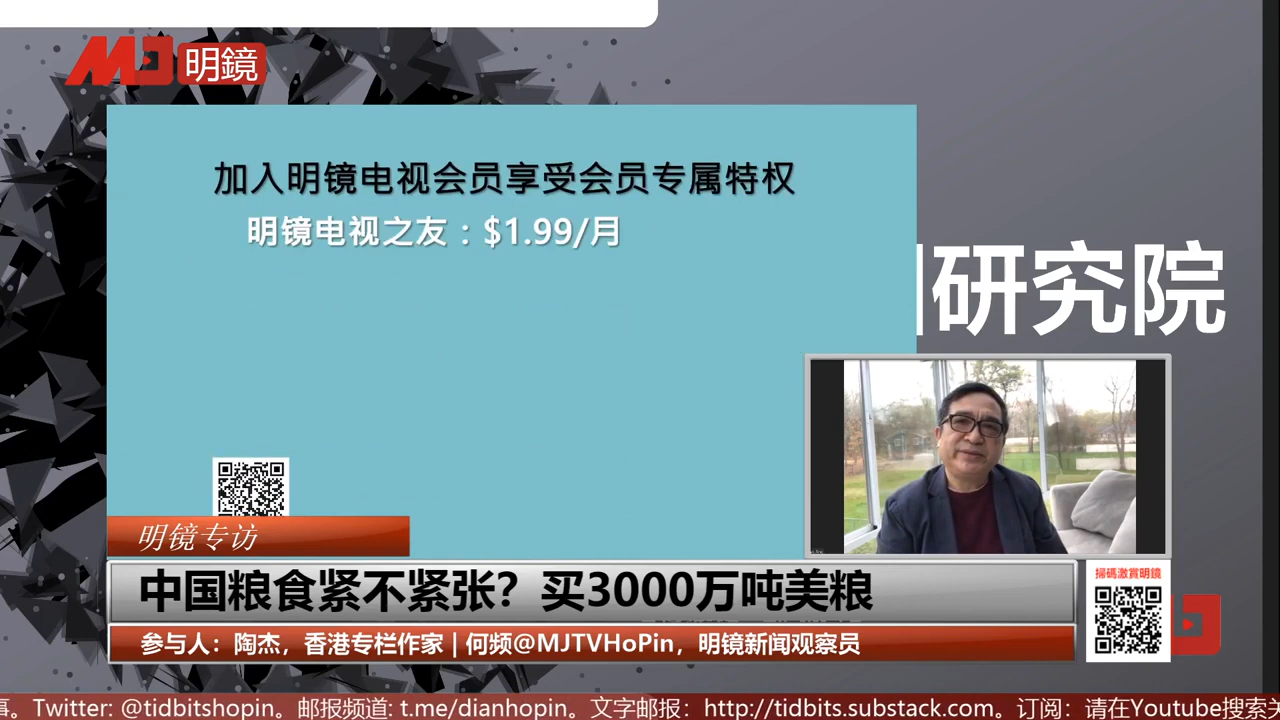 MJ 明鏡
加入明镜电视会员享受会员专属特权
明镜电视之友：$1.99/月
研究院
明镜专访
中国粮食紧不紧张？买3000万吨美粮
参与人：陶杰，香港专栏作家 | 何频@MJTVHoPin，明镜新闻观察员
掃碼激賞明鏡
事。Twitter: @tidbitshopin。邮报频道: t.me/dianhopin。文字邮报：http://tidbits.substack.com。订阅：请在Youtube搜索关